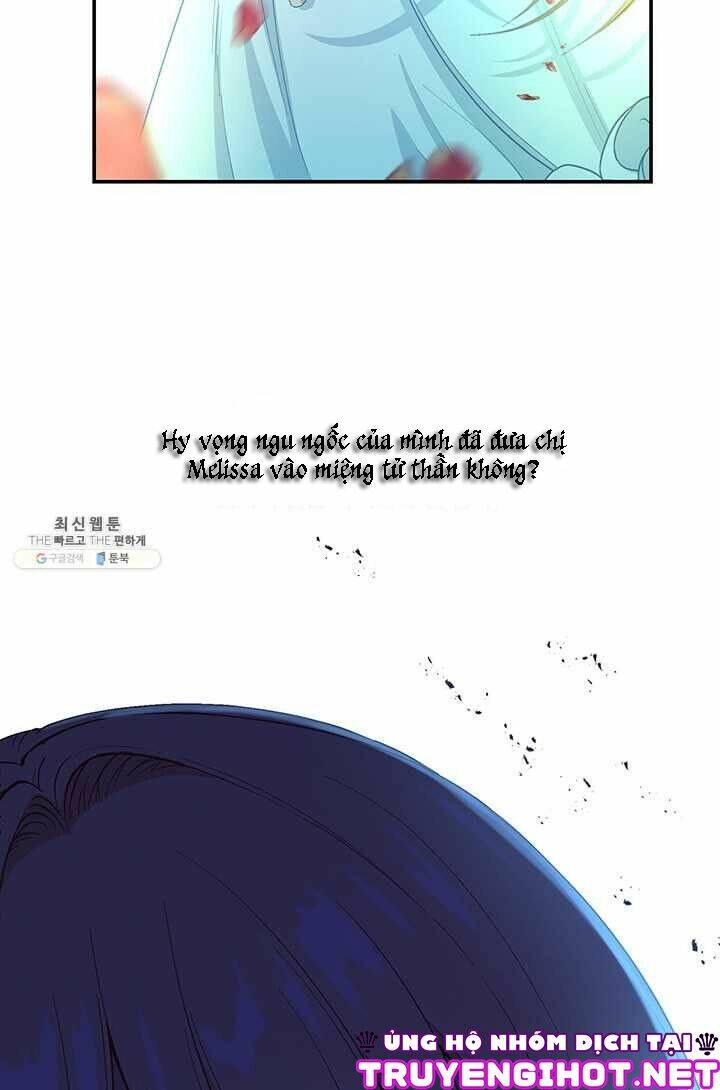 Hy vọng ngu ngốc của mình đã đưa chị
Melissa vào miệng tử thần không?
최신웹툰
THE 빠르고 THE 편하게
G 구글검색 툰북
ỦNG HỘ NHÓM DỊCH TẠI
TRUYENGIHOT.NET